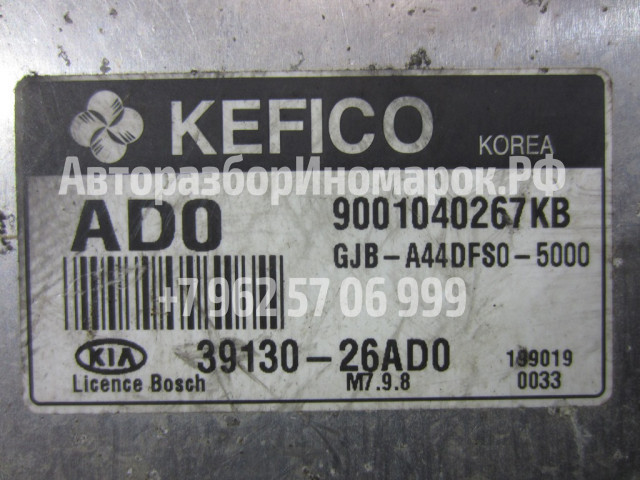 KEFICO KOREA
АвторазборИномарок.РФ
AD0 9001040267KB
GJB-A44DFS0-5000
+7 962 57 06 999
KIA 39130-26AD0 199019
Licence Bosch M7.9.8 0033